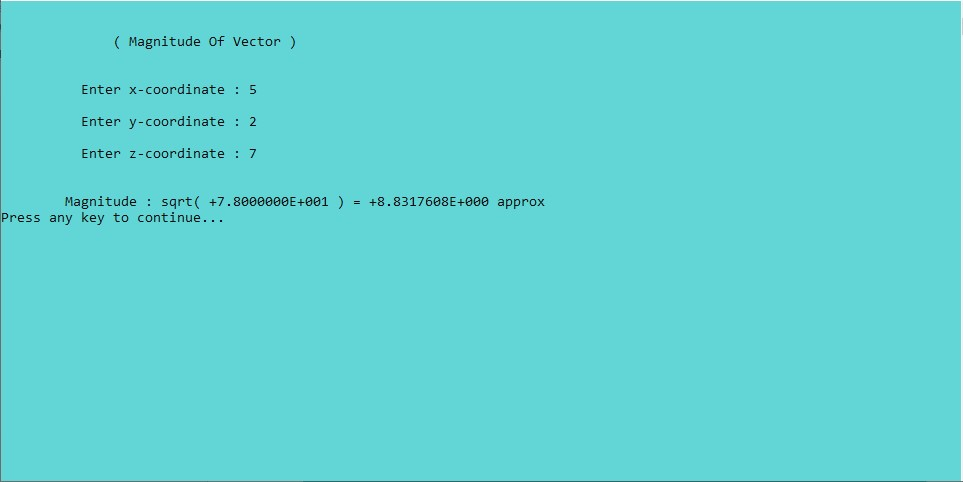 ( Magnitude Of Vector )
Enter x-coordinate : 5
Enter y-coordinate : 2
Enter z-coordinate : 7
Magnitude : sqrt( +7.8000000E+001 ) = +8.8317608E+000 approx
Press any key to continue...